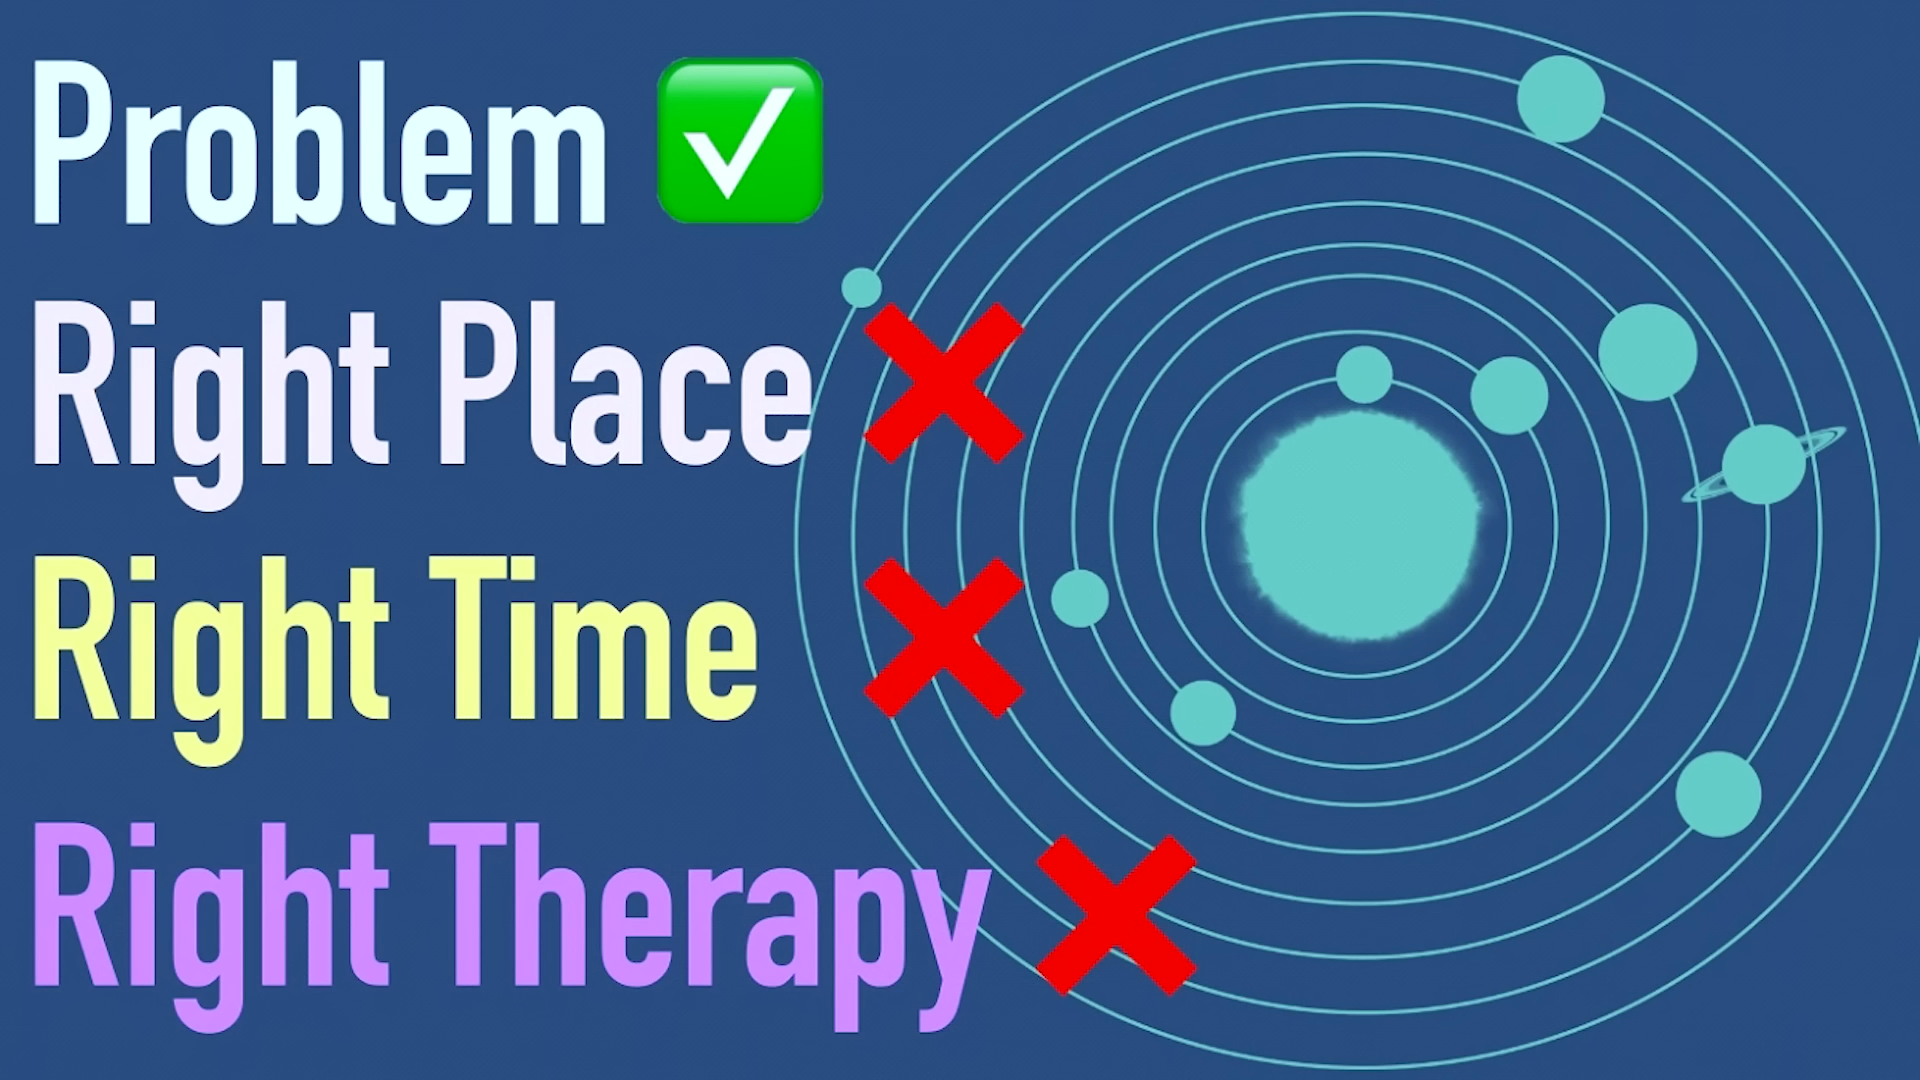 Problem ✅
Right Place ❌
Right Time ❌
Right Therapy ❌